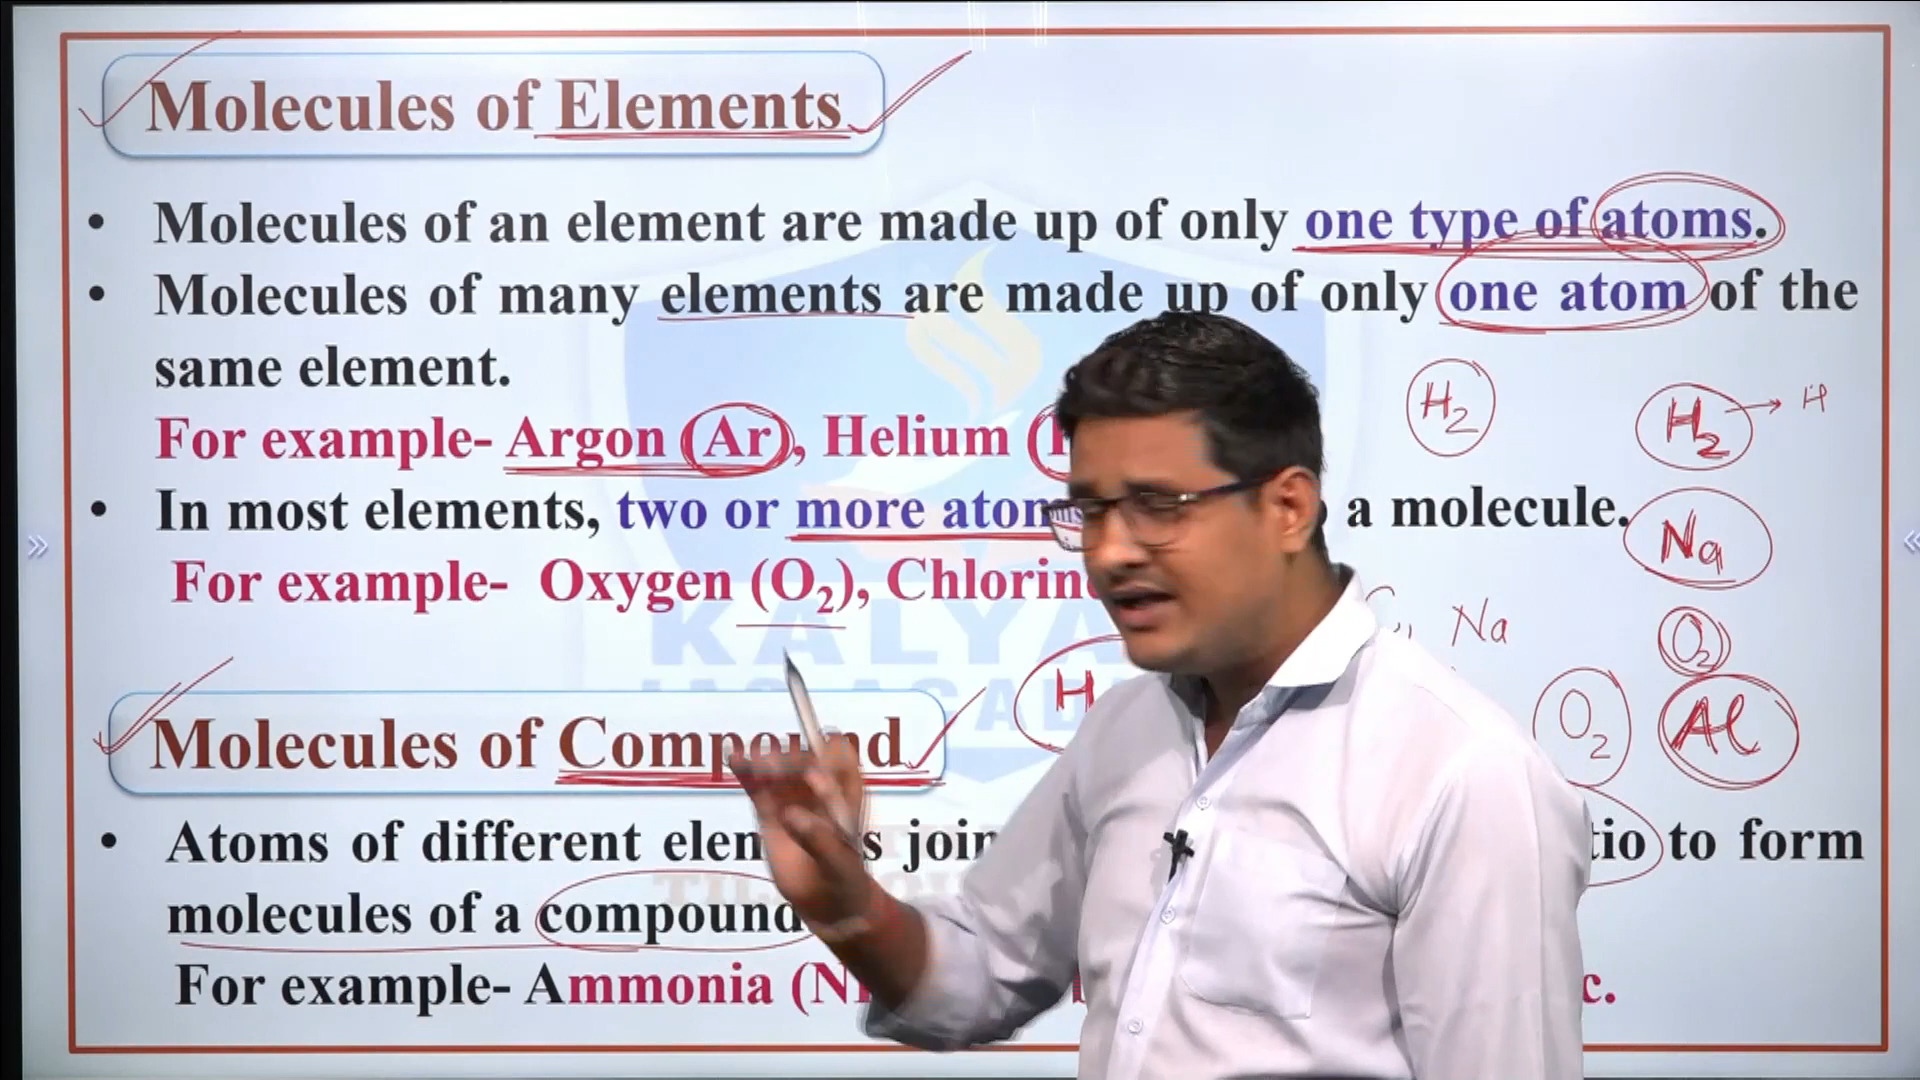 Molecules of Elements
• Molecules of an element are made up of only one type of atoms.
• Molecules of many elements are made up of only one atom of the
same element.
For example- Argon (Ar), Helium (
H₂
H₂ → H
• In most elements, two or more atoms a molecule.
Na
For example- Oxygen (O₂), Chlorine
Na
O₂
KALYA
H
O₂
Al
Molecules of Compound
• Atoms of different elem s join tio to form
molecules of a compound
For example- Ammonia (N c.